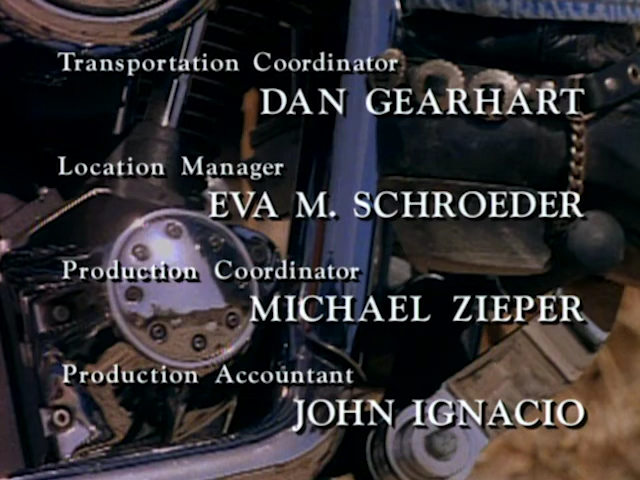 Transportation Coordinator
DAN GEARHART
Location Manager
EVA M. SCHROEDER
Production Coordinator
MICHAEL ZIEPER
Production Accountant
JOHN IGNACIO